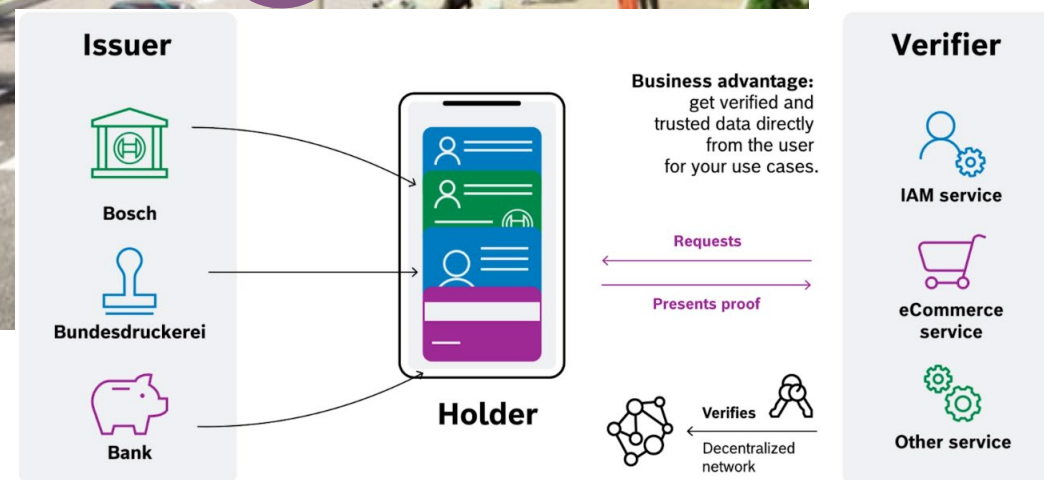 Issuer
Bosch
Bundesdruckerei
Bank
Holder
Business advantage:
get verified and
trusted data directly
from the user
for your use cases.
Requests
Presents proof
Verifies
Decentralized
network
Verifier
IAM service
eCommerce
service
Other service